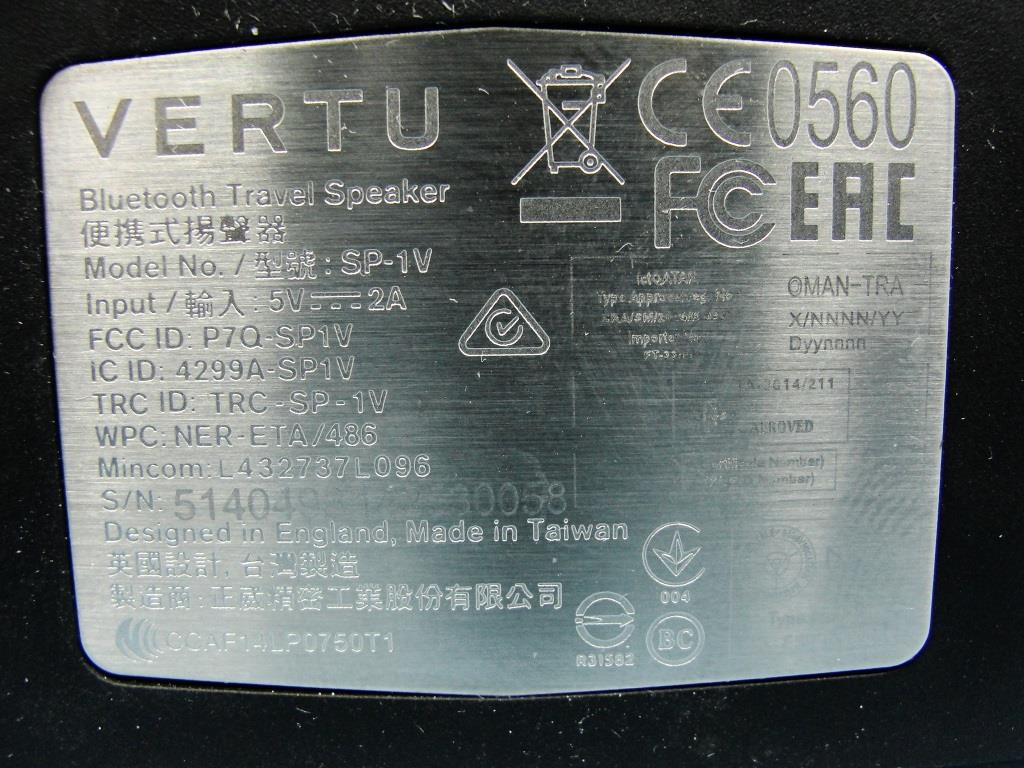 VERTU
CE0560
FC EAC
Bluetooth Travel Speaker
便携式揚聲器
Model No. / 型號 : SP-1V
Input / 輸入 : 5V⎓2A
FCC ID: P7Q-SP1V
IC ID: 4299A-SP1V
TRC ID: TRC-SP-1V
WPC: NER-ETA/486
Mincom: L432737L096
S/N:
Designed in England, Made in Taiwan
英國設計, 台灣製造
製造商 : 正崴精密工業股份有限公司
CCAF14LP0750T1
Type Approval
OMAN-TRA
X/NNNN/YY
Dyynnnn
004
R31582
BC